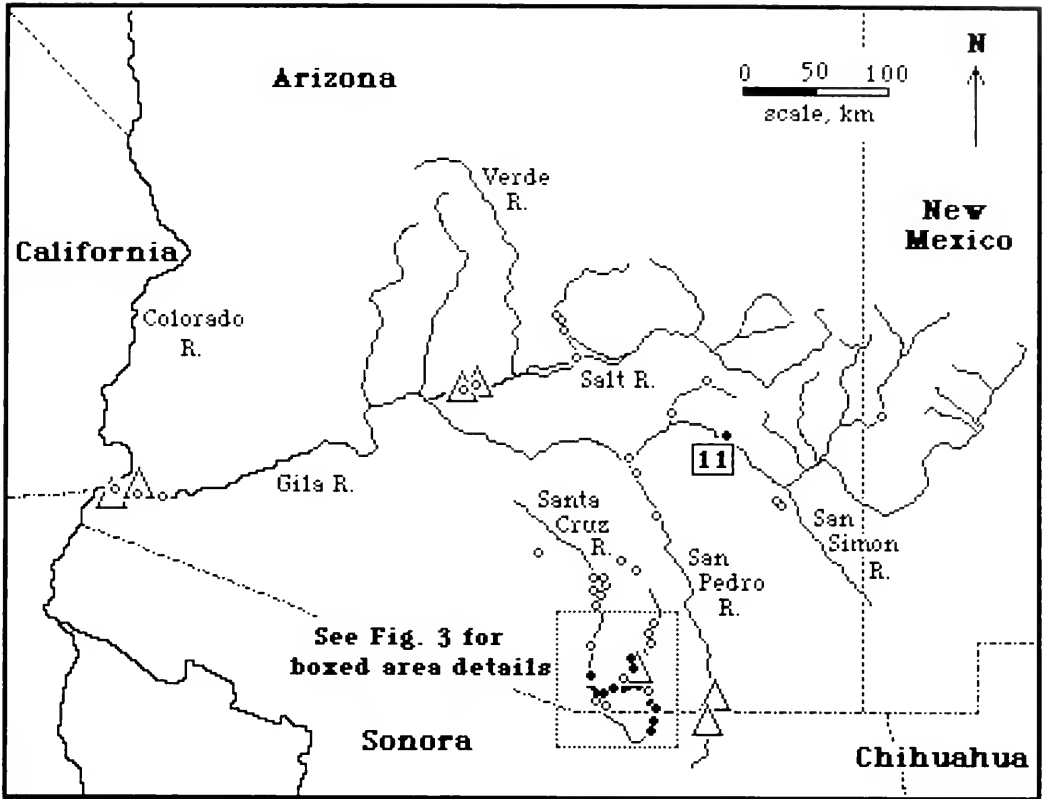 Arizona
N
0 50 100
scale, km
Verde
R.
New
Mexico
California
Colorado
R.
Salt R.
11
Gila R.
Santa
Cruz
R.
San
Simon
R.
San
Pedro
R.
See Fig. 3 for
boxed area details
Sonora
Chihuahua